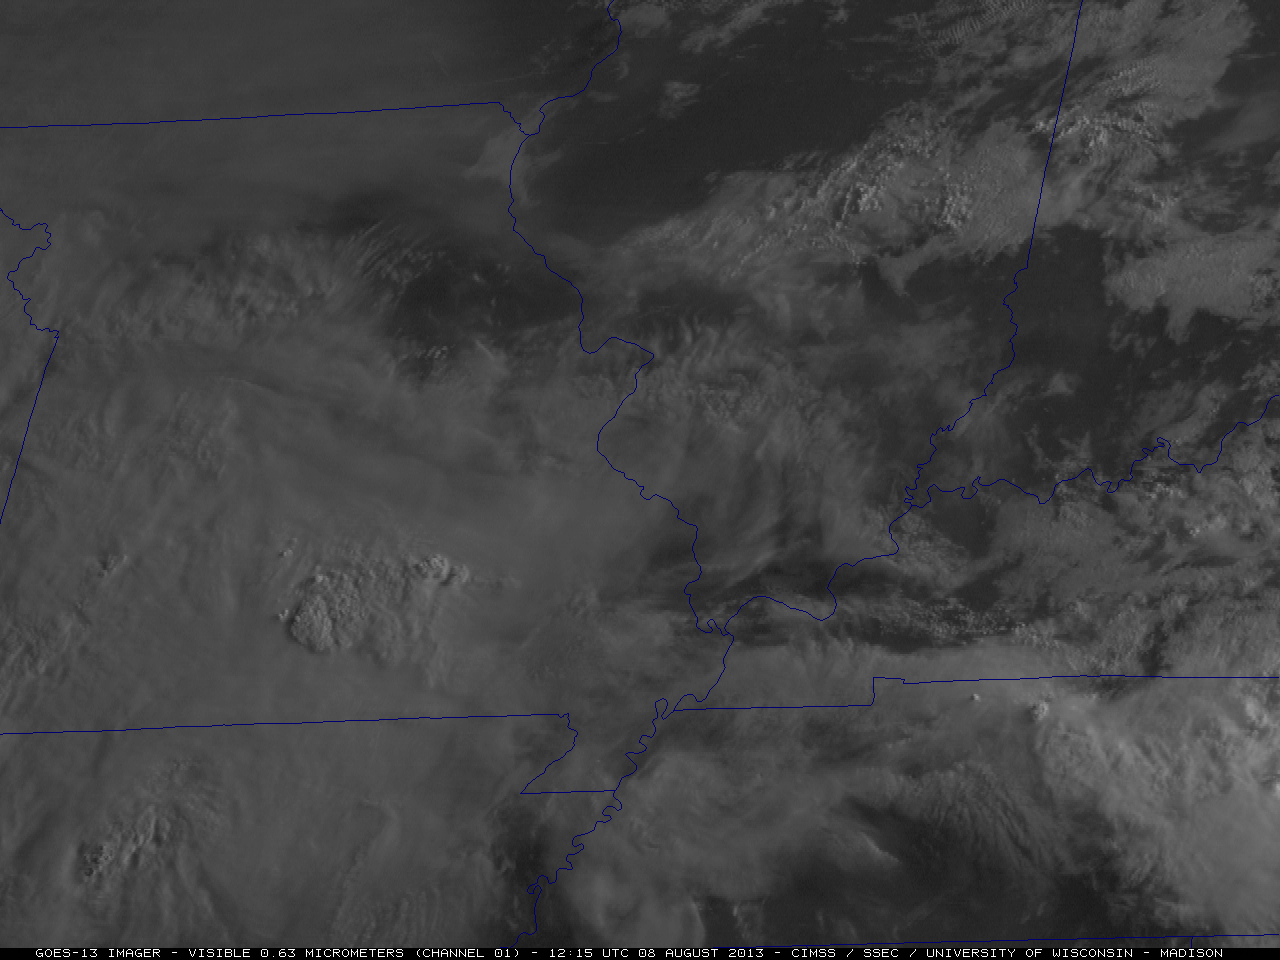 GOES-13 IMAGER - VISIBLE 0.63 MICROMETERS (CHANNEL 01) - 12:15 UTC 08 AUGUST 2013 - CIMSS / SSEC / UNIVERSITY OF WISCONSIN - MADISON